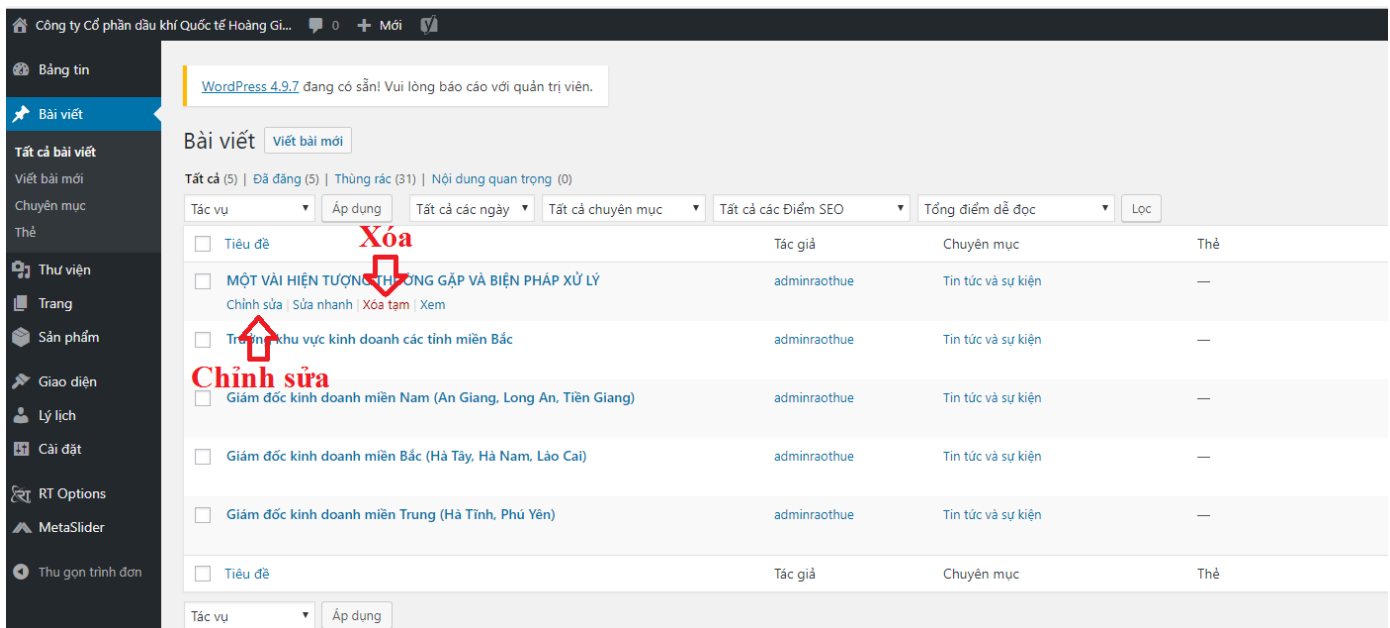 Công ty Cổ phần dầu khí Quốc tế Hoàng Gi... 0 Mới
Bảng tin
Bài viết
Tất cả bài viết
Viết bài mới
Chuyên mục
Thẻ
Thư viện
Trang
Sản phẩm
Giao diện
Lý lịch
Cài đặt
RT Options
MetaSlider
Thu gọn trình đơn
WordPress 4.9.7 đang có sẵn! Vui lòng báo cáo với quản trị viên.
Bài viết Viết bài mới
Tất cả (5) | Đã đăng (5) | Thùng rác (31) | Nội dung quan trọng (0)
Tác vụ Áp dụng Tất cả các ngày Tất cả chuyên mục Tất cả các Điểm SEO Tổng điểm dễ đọc Lọc
Xóa
Tiêu đề Tác giả Chuyên mục Thẻ
MỘT VÀI HIỆN TƯỢNG THƯỜNG GẶP VÀ BIỆN PHÁP XỬ LÝ adminraothue Tin tức và sự kiện —
Chỉnh sửa | Sửa nhanh | Xóa tạm | Xem
Trưởng khu vực kinh doanh các tỉnh miền Bắc adminraothue Tin tức và sự kiện —
Chỉnh sửa
Giám đốc kinh doanh miền Nam (An Giang, Long An, Tiền Giang) adminraothue Tin tức và sự kiện —
Giám đốc kinh doanh miền Bắc (Hà Tây, Hà Nam, Lào Cai) adminraothue Tin tức và sự kiện —
Giám đốc kinh doanh miền Trung (Hà Tĩnh, Phú Yên) adminraothue Tin tức và sự kiện —
Tiêu đề Tác giả Chuyên mục Thẻ
Tác vụ Áp dụng